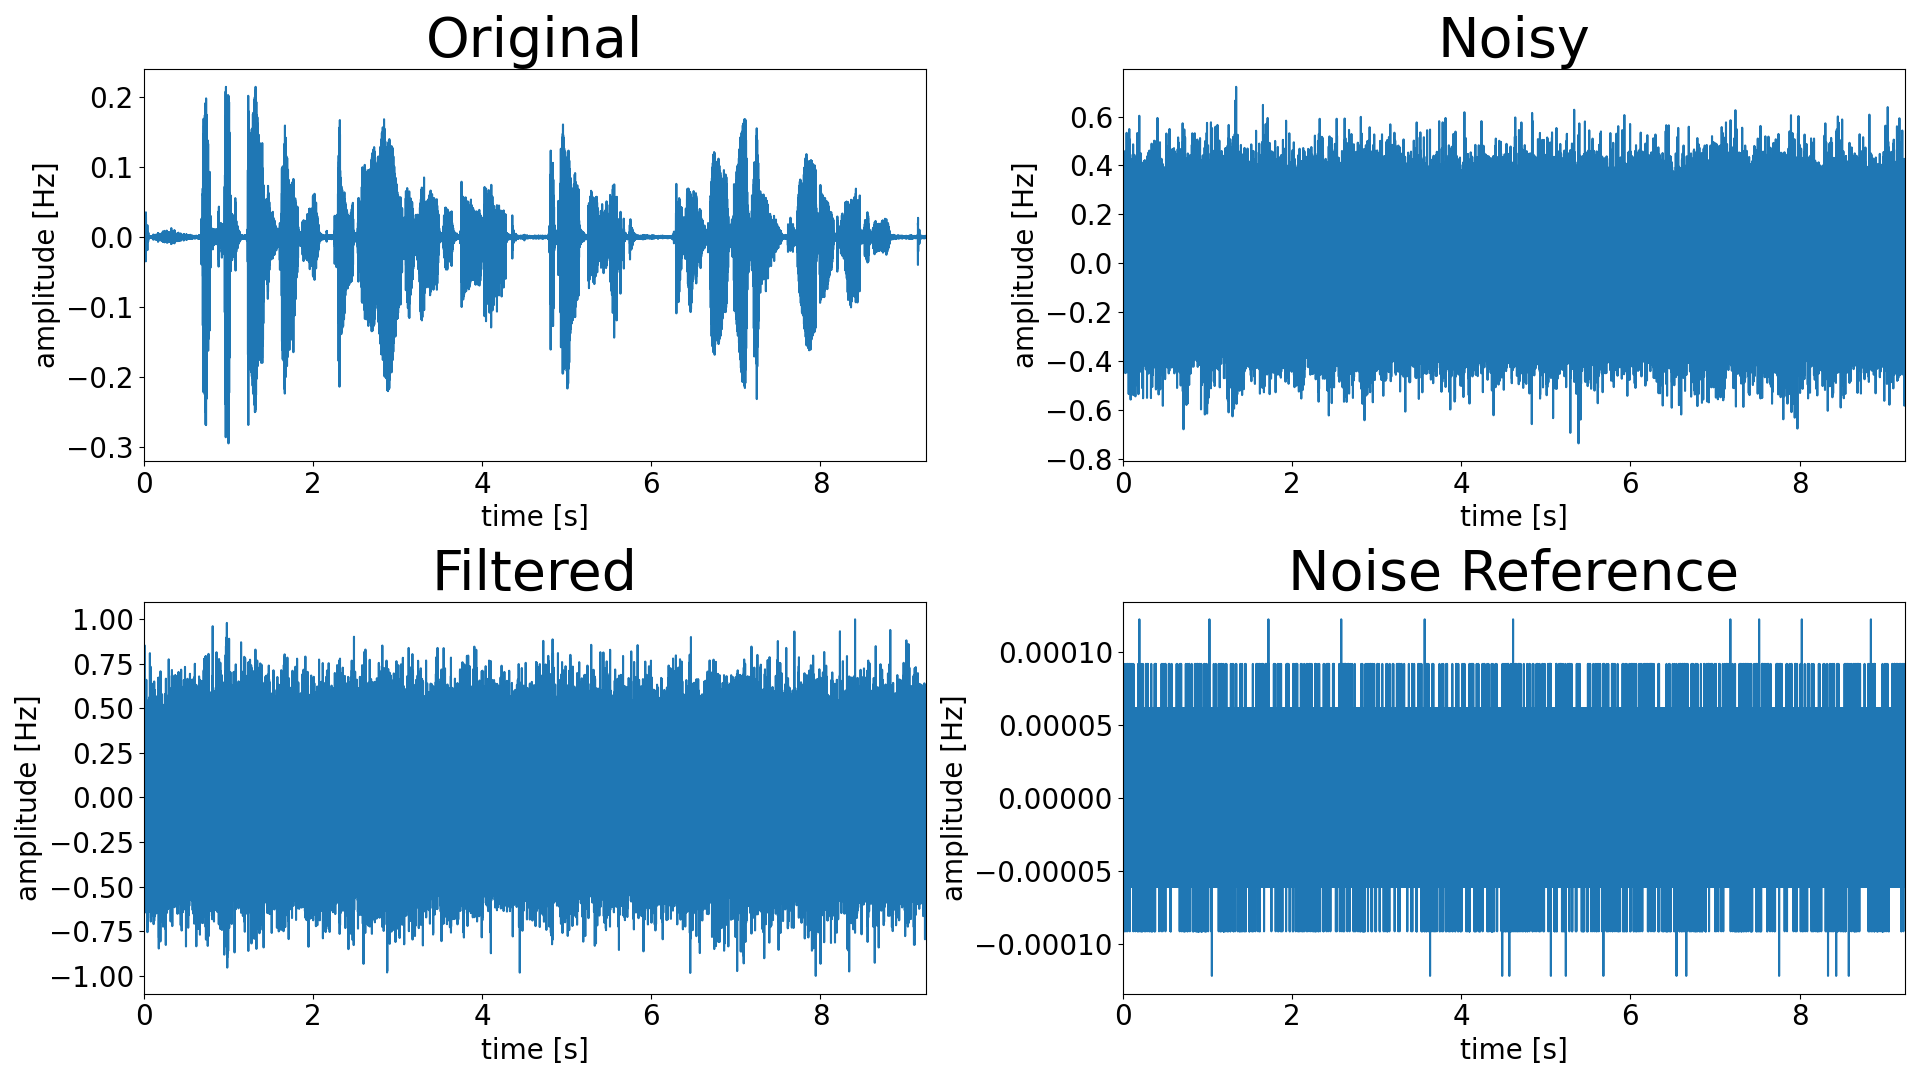 Original
0.2
0.1
0.0
−0.1
−0.2
−0.3
amplitude [Hz]
0 2 4 6 8
time [s]
Noisy
0.6
0.4
0.2
0.0
−0.2
−0.4
−0.6
−0.8
amplitude [Hz]
0 2 4 6 8
time [s]
Filtered
1.00
0.75
0.50
0.25
0.00
−0.25
−0.50
−0.75
−1.00
amplitude [Hz]
0 2 4 6 8
time [s]
Noise Reference
0.00010
0.00005
0.00000
−0.00005
−0.00010
amplitude [Hz]
0 2 4 6 8
time [s]